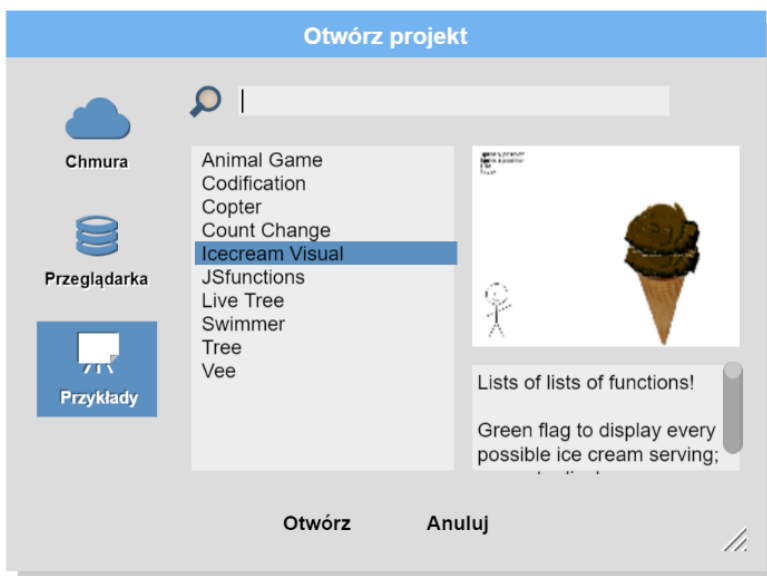 Otwórz projekt
Chmura
Przeglądarka
Przykłady
Animal Game
Codification
Copter
Count Change
Icecream Visual
JSfunctions
Live Tree
Swimmer
Tree
Vee
Lists of lists of functions!
Green flag to display every
possible ice cream serving;
Otwórz
Anuluj